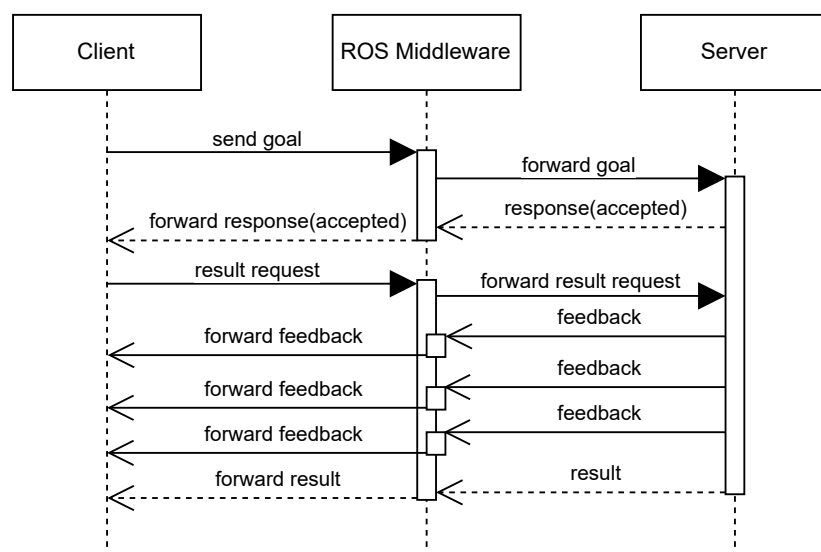 Client
ROS Middleware
Server
send goal
forward goal
response(accepted)
forward response(accepted)
result request
forward result request
feedback
forward feedback
feedback
forward feedback
feedback
forward feedback
result
forward result